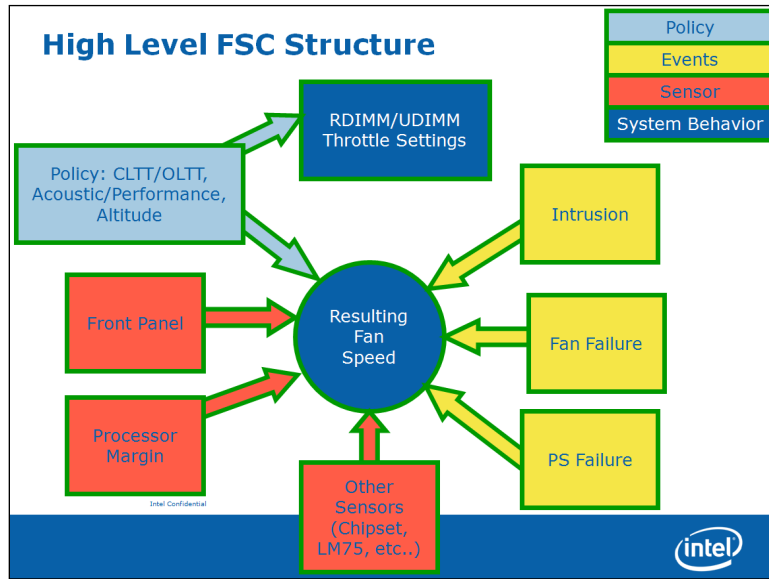 High Level FSC Structure
Policy
Events
Sensor
System Behavior
RDIMM/UDIMM
Throttle Settings
Policy: CLTT/OLTT,
Acoustic/Performance,
Altitude
Intrusion
Front Panel
Resulting
Fan
Speed
Fan Failure
Processor
Margin
PS Failure
Other
Sensors
(Chipset,
LM75, etc..)
Intel Confidential
intel